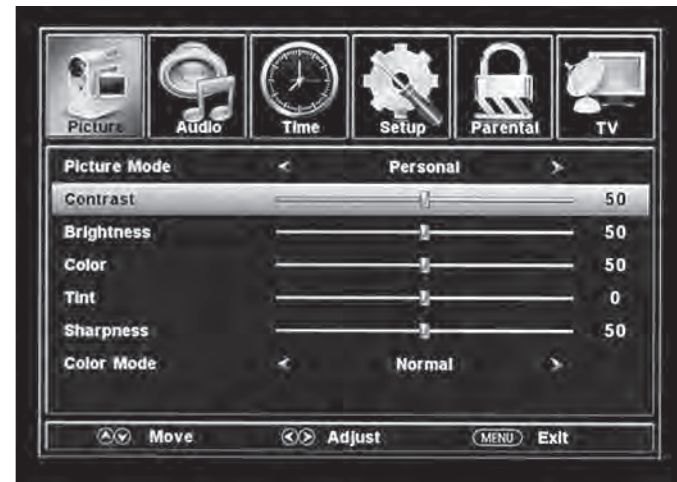 Picture Audio Time Setup Parental TV
Picture Mode Personal
Contrast 50
Brightness 50
Color 50
Tint 0
Sharpness 50
Color Mode Normal
Move Adjust MENU Exit